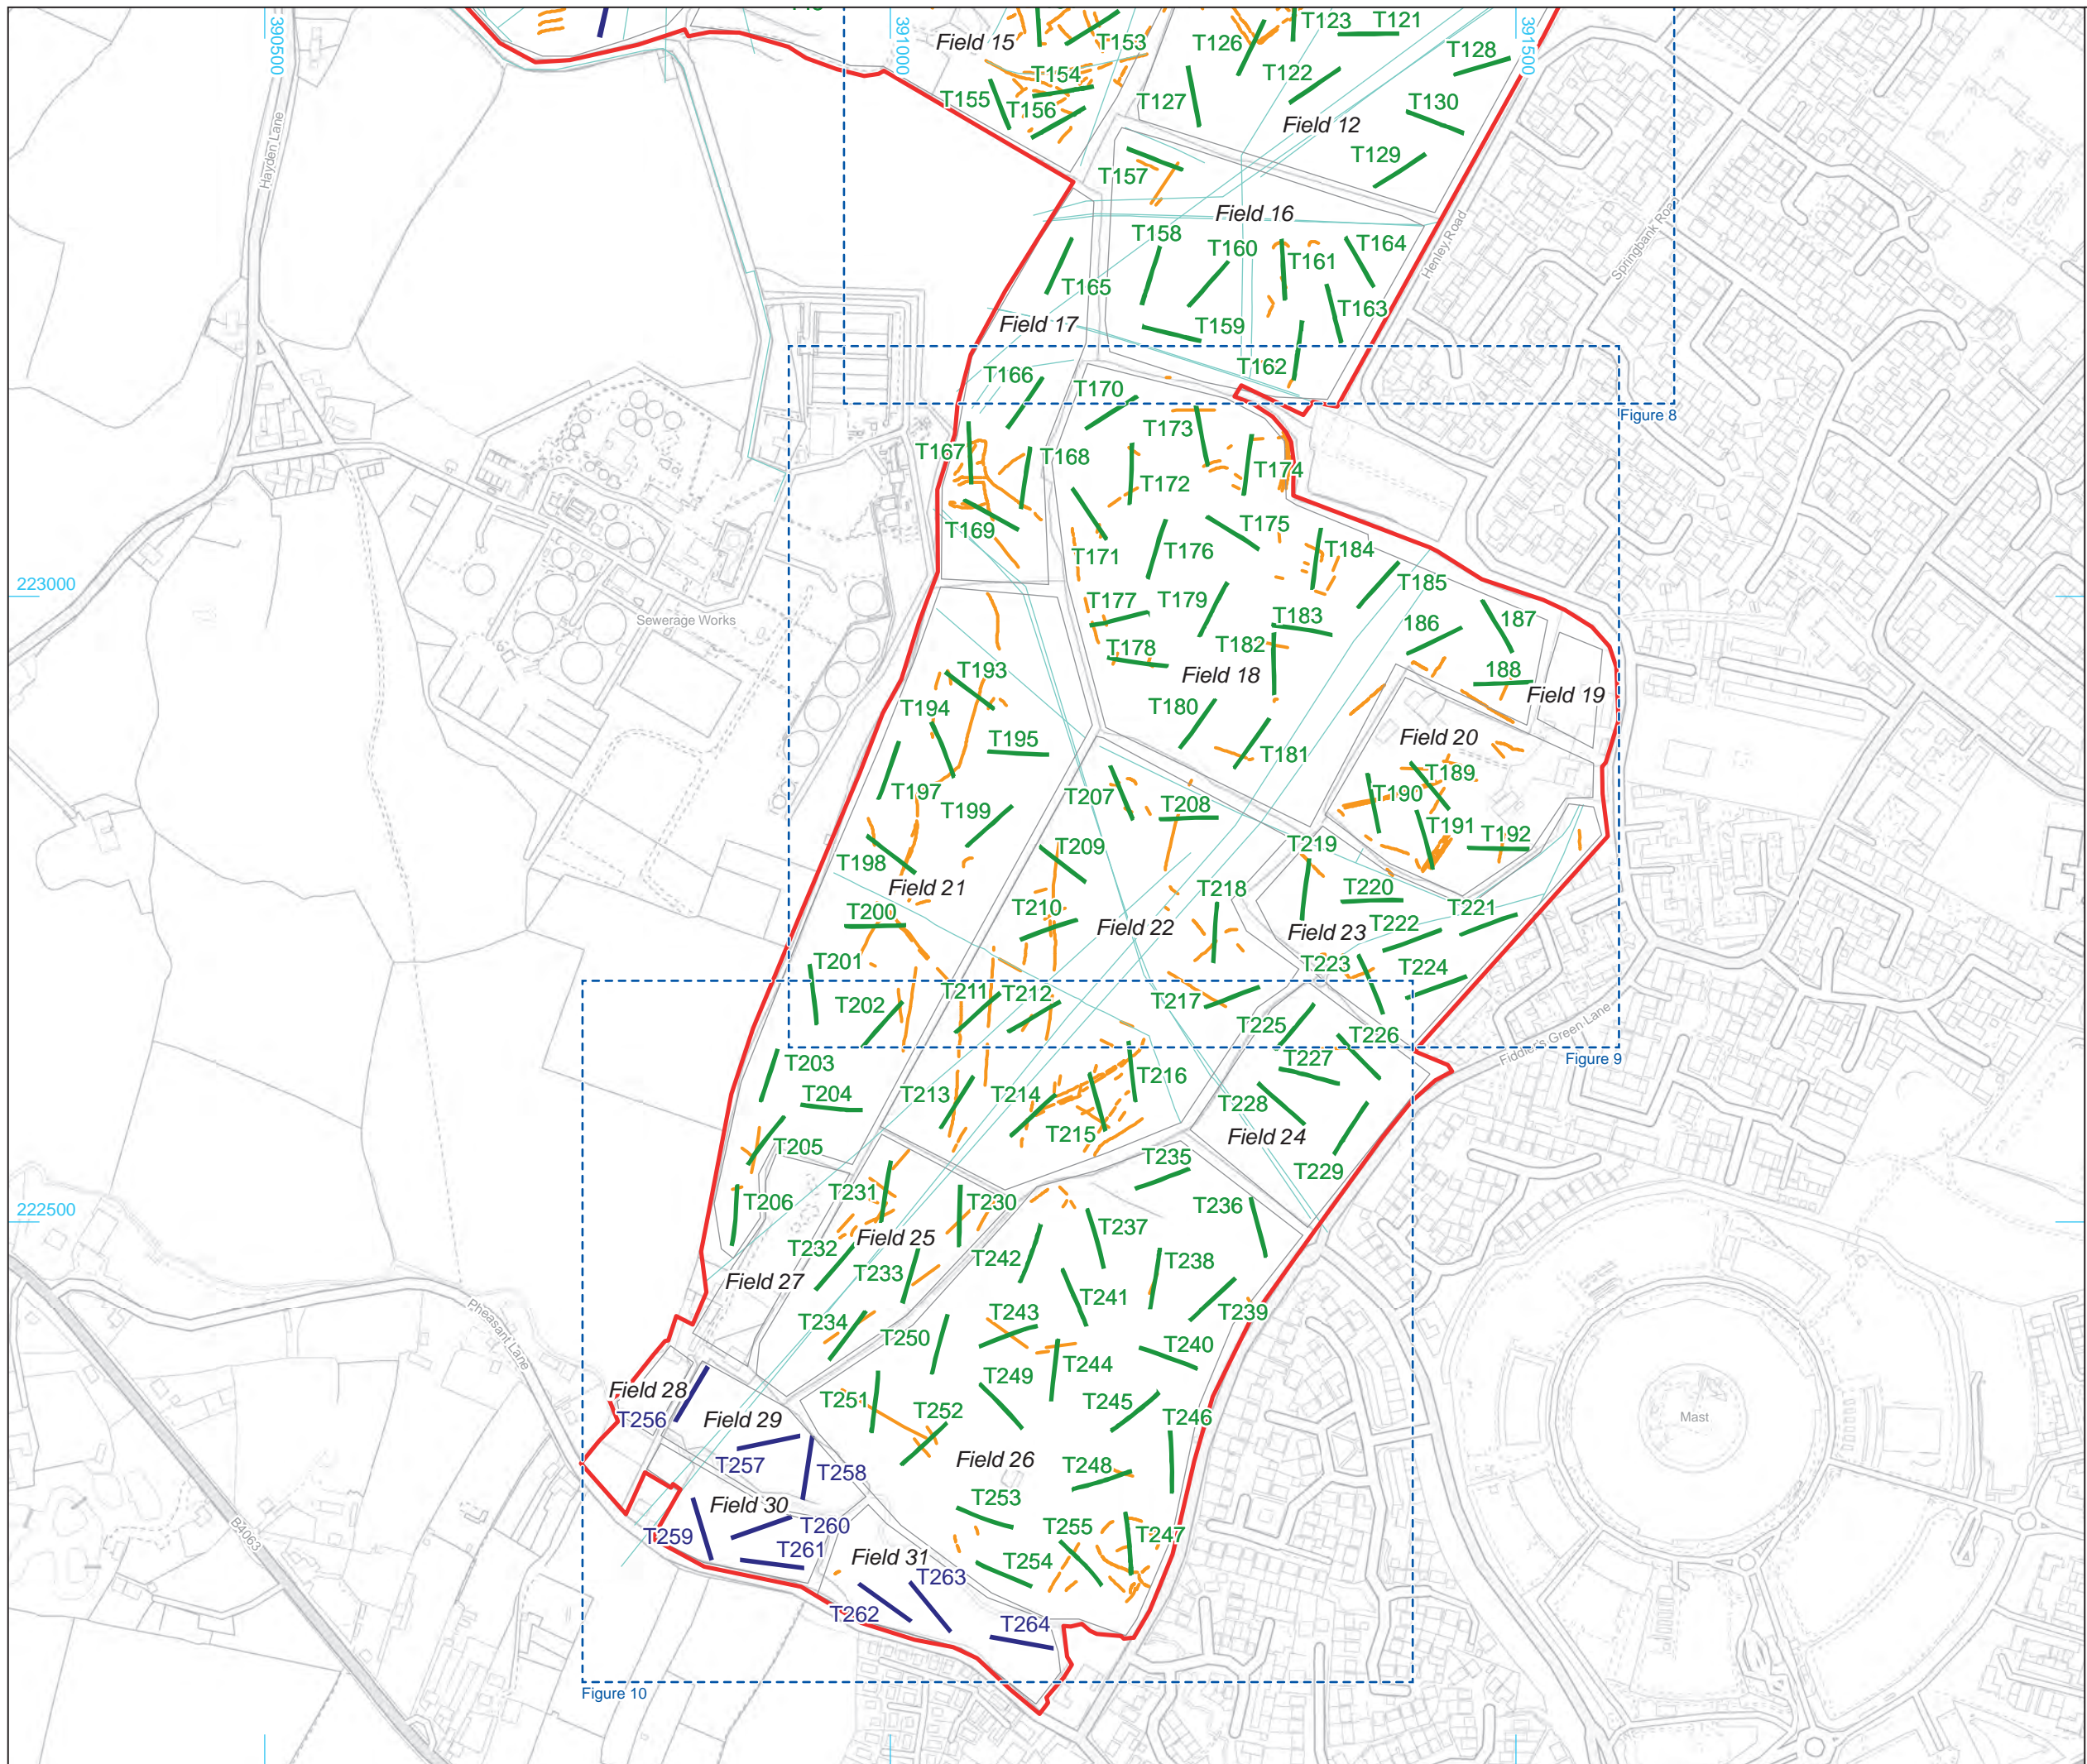 390500
391000
391500
T123
T121
Field 15
T153
T126
T128
T154
T122
T155
T156
T127
T130
Hayden Lane
Field 12
T129
T157
Field 16
T158
T160
T164
T161
Henley Road
Springbank Road
T165
T163
Field 17
T159
T162
T166
T170
Figure 8
T173
T167
T168
T174
T172
T169
T175
T171
T176
T184
223000
T185
T177
T179
T183
186
187
Sewerage Works
T178
T182
188
T193
Field 18
Field 19
T194
T180
T195
Field 20
T181
T189
T197
T207
T190
T199
T208
T191
T192
T198
T209
T219
Field 21
T218
T220
T200
T210
T221
Field 22
T222
Field 23
T201
T223
T224
T202
T211
T212
T217
T225
T226
Fiddler's Green Lane
T203
T227
Figure 9
T204
T213
T214
T216
T228
T215
Field 24
T205
T235
T229
T231
T206
T230
T236
222500
T232
Field 25
T237
T242
T238
Field 27
T233
T241
T234
T243
T239
Pheasant Lane
T250
T240
T244
T249
Field 28
T251
T245
T256
Field 29
T252
T246
Mast
T257
T258
Field 26
T248
T253
Field 30
B4063
T259
T260
T255
T247
T261
Field 31
T254
T263
T262
T264
Figure 10